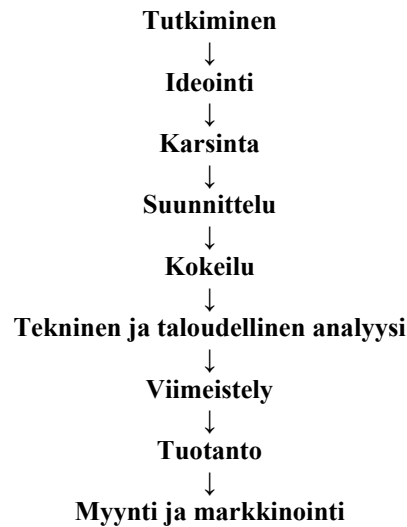 Tutkiminen
↓
Ideointi
↓
Karsinta
↓
Suunnittelu
↓
Kokeilu
↓
Tekninen ja taloudellinen analyysi
↓
Viimeistely
↓
Tuotanto
↓
Myynti ja markkinointi